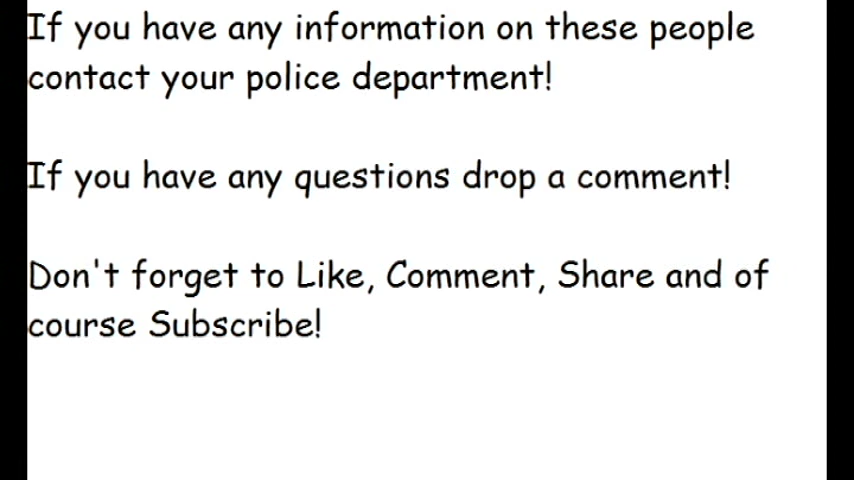 If you have any information on these people
contact your police department!
If you have any questions drop a comment!
Don't forget to Like, Comment, Share and of
course Subscribe!